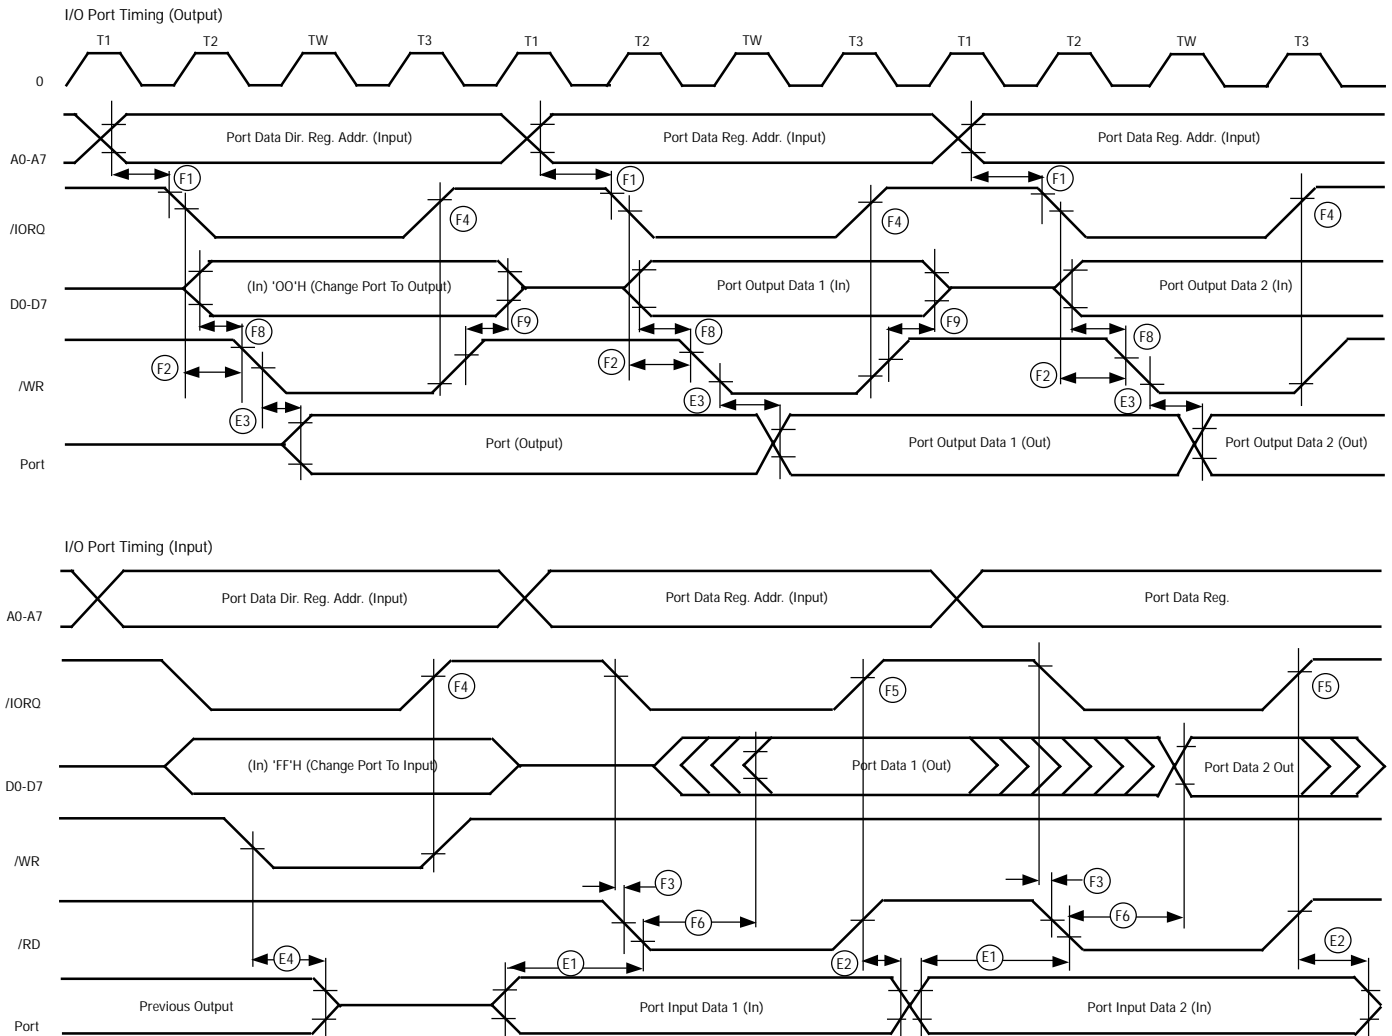 I/O Port Timing (Output)
T1 T2 TW T3 T1 T2 TW T3 T1 T2 TW T3
0
Port Data Dir. Reg. Addr. (Input) Port Data Reg. Addr. (Input) Port Data Reg. Addr. (Input)
A0-A7
F1 F1 F1
F4 F4 F4
/IORQ
(In) 'OO'H (Change Port To Output) Port Output Data 1 (In) Port Output Data 2 (In)
D0-D7
F8 F9 F8 F9 F8
F2 F2 F2
/WR
E3 E3 E3
Port (Output) Port Output Data 1 (Out) Port Output Data 2 (Out)
Port
I/O Port Timing (Input)
Port Data Dir. Reg. Addr. (Input) Port Data Reg. Addr. (Input) Port Data Reg.
A0-A7
F4 F5 F5
/IORQ
(In) 'FF'H (Change Port To Input) Port Data 1 (Out) Port Data 2 Out
D0-D7
/WR
F3 F3
F6 F6
/RD
E4 E1 E2 E1 E2
Previous Output Port Input Data 1 (In) Port Input Data 2 (In)
Port